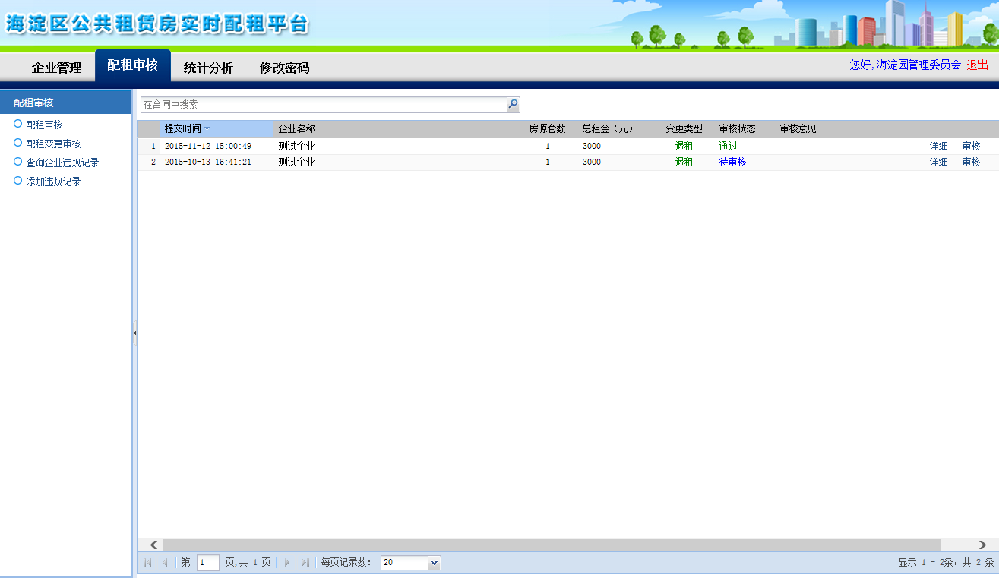 海淀区公共租赁房实时配租平台
企业管理 配租审核 统计分析 修改密码 您好,海淀园管理委员会 退出
配租审核
配租审核
配租变更审核
查询企业违规记录
添加违规记录
在合同中搜索
提交时间 企业名称 房源套数 总租金（元） 变更类型 审核状态 审核意见
1 2015-11-12 15:00:49 测试企业 1 3000 退租 通过 详细 审核
2 2015-10-13 16:41:21 测试企业 1 3000 退租 待审核 详细 审核
第 1 页,共 1 页 每页记录数: 20 显示 1 - 2条，共 2 条